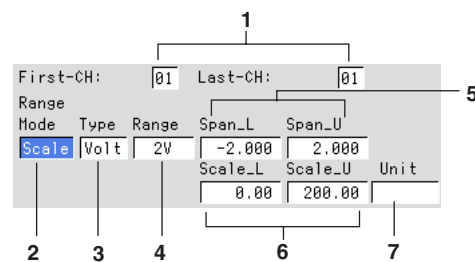 1
First-CH: 01 Last-CH: 01
5
Range
Mode Type Range Span_L Span_U
Scale Volt 2V -2.000 2.000
Scale_L Scale_U Unit
0.00 200.00
2 3 4 6 7